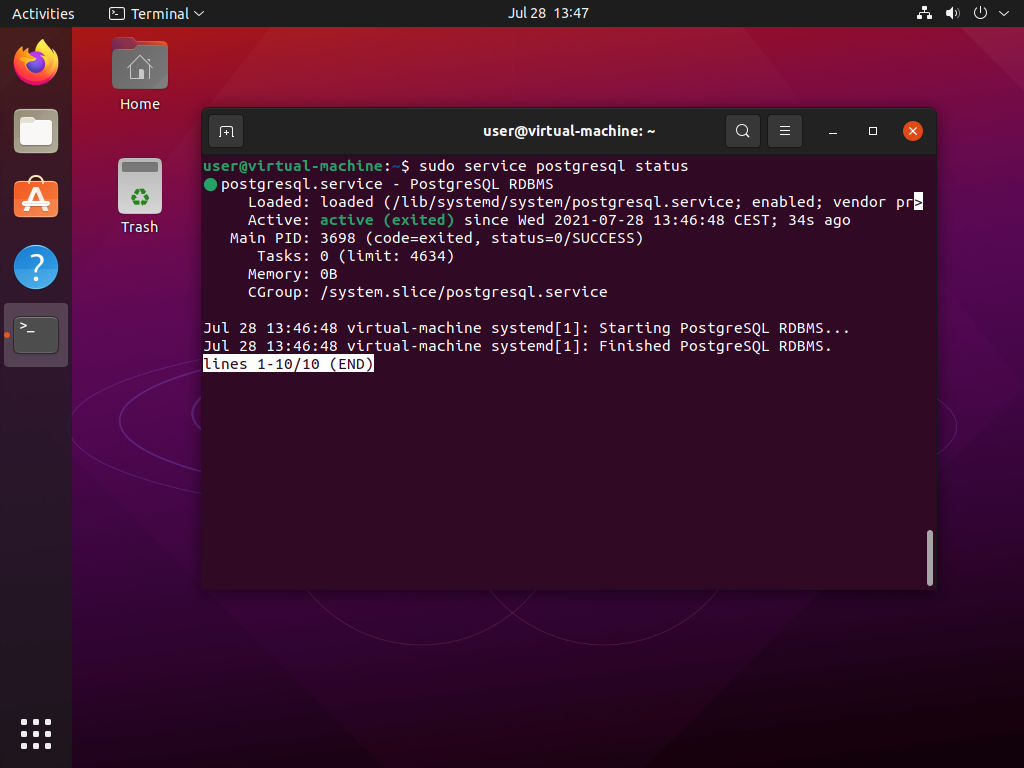 Activities
Terminal
Jul 28 13:47
Home
Trash
user@virtual-machine: ~
user@virtual-machine:~$ sudo service postgresql status
●postgresql.service - PostgreSQL RDBMS
Loaded: loaded (/lib/systemd/system/postgresql.service; enabled; vendor pr>
Active: active (exited) since Wed 2021-07-28 13:46:48 CEST; 34s ago
Main PID: 3698 (code=exited, status=0/SUCCESS)
Tasks: 0 (limit: 4634)
Memory: 0B
CGroup: /system.slice/postgresql.service
Jul 28 13:46:48 virtual-machine systemd[1]: Starting PostgreSQL RDBMS...
Jul 28 13:46:48 virtual-machine systemd[1]: Finished PostgreSQL RDBMS.
lines 1-10/10 (END)